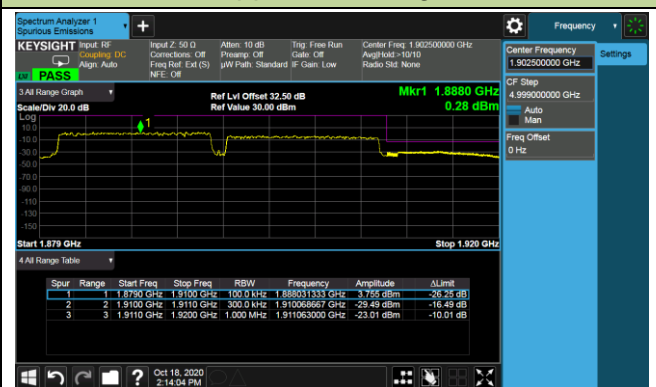 Spectrum Analyzer 1
Spurious Emissions
Frequency
KEYSIGHT
Input: RF
Coupling: DC
Align: Auto
Input Z: 50 Ω
Corrections: Off
Freq Ref: Ext (S)
NFE: Off
Atten: 10 dB
Preamp: Off
µW Path: Standard
Trig: Free Run
Gate: Off
IF Gain: Low
Center Freq: 1.902500000 GHz
Avg|Hold:>10/10
Radio Std: None
PASS
Center Frequency
1.902500000 GHz
Settings
CF Step
4.999000000 GHz
Auto
Man
Freq Offset
0 Hz
3 All Range Graph
Scale/Div 20.0 dB
Ref Lvl Offset 32.50 dB
Ref Value 30.00 dBm
Mkr1 1.8880 GHz
0.28 dBm
Log
10.0
-10.0
-30.0
-50.0
-70.0
-90.0
-110
-130
-150
1
Start 1.879 GHz
Stop 1.920 GHz
4 All Range Table
Spur Range Start Freq Stop Freq RBW Frequency Amplitude ΔLimit
1 1 1.8790 GHz 1.9100 GHz 100.0 kHz 1.888031333 GHz 3.755 dBm -26.25 dB
2 2 1.9100 GHz 1.9110 GHz 300.0 kHz 1.910068667 GHz -29.49 dBm -16.49 dB
3 3 1.9110 GHz 1.9200 GHz 1.000 MHz 1.911063000 GHz -23.01 dBm -10.01 dB
?
Oct 18, 2020
2:14:04 PM